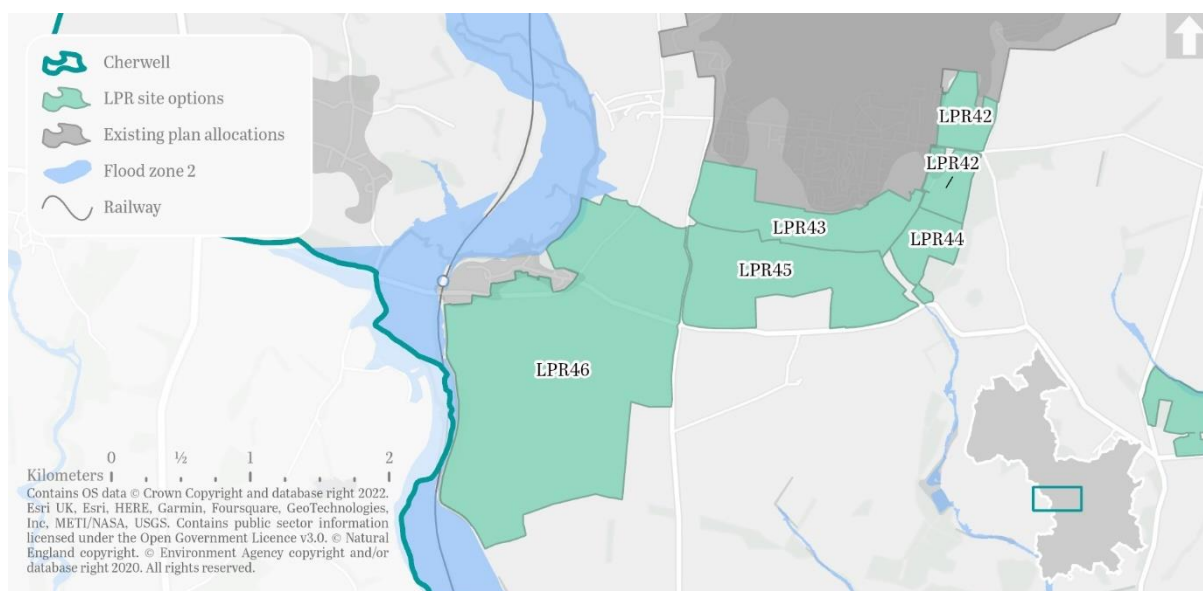 Cherwell
LPR site options
Existing plan allocations
Flood zone 2
Railway
LPR42
LPR42
LPR43
LPR44
LPR45
LPR46
Kilometers 0 ½ 1 2
Contains OS data © Crown Copyright and database right 2022.
Esri UK, Esri, HERE, Garmin, Foursquare, GeoTechnologies,
Inc, METI/NASA, USGS. Contains public sector information
licensed under the Open Government Licence v3.0. © Natural
England copyright. © Environment Agency copyright and/or
database right 2020. All rights reserved.